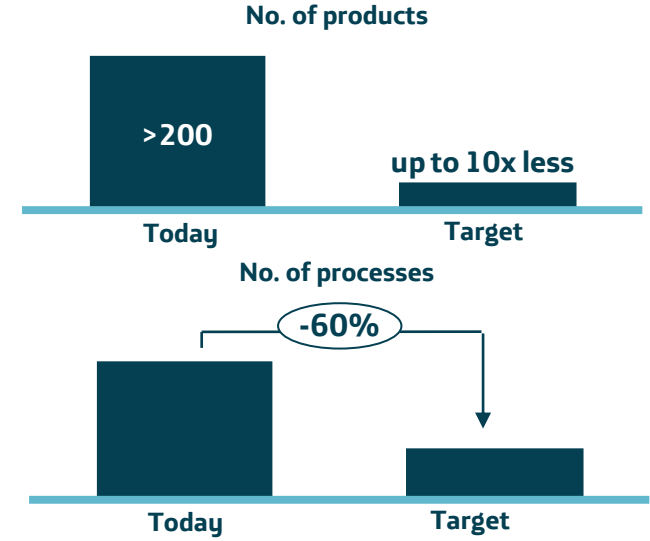 No. of products
>200
up to 10x less
Today
Target
No. of processes
-60%
Today
Target